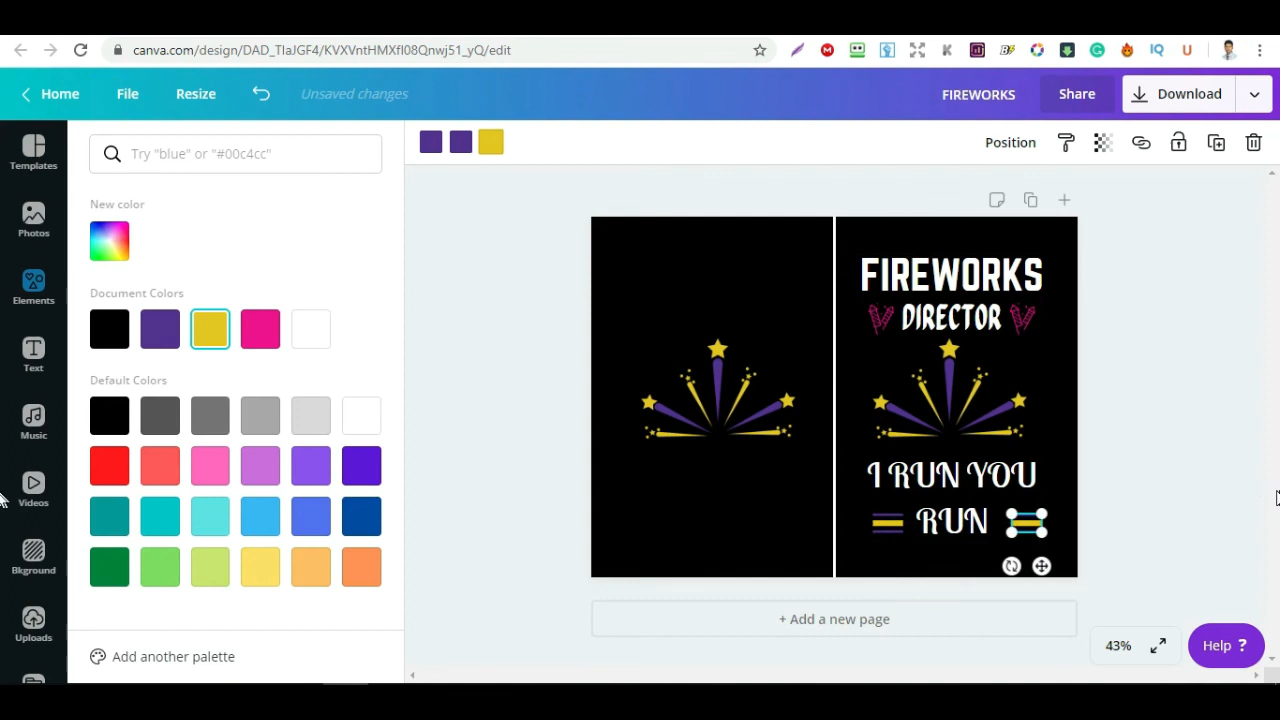 canva.com/design/DAD_TlaJGF4/KVXVntHMXfl08Qnwj51_yQ/edit
Home File Resize Unsaved changes FIREWORKS Share Download
Templates
Photos
Elements
Text
Music
Videos
Bkground
Uploads
Try "blue" or "#00c4cc"
New color
Document Colors
Default Colors
Add another palette
Position
FIREWORKS
DIRECTOR
I RUN YOU
RUN
+ Add a new page
43%
Help ?